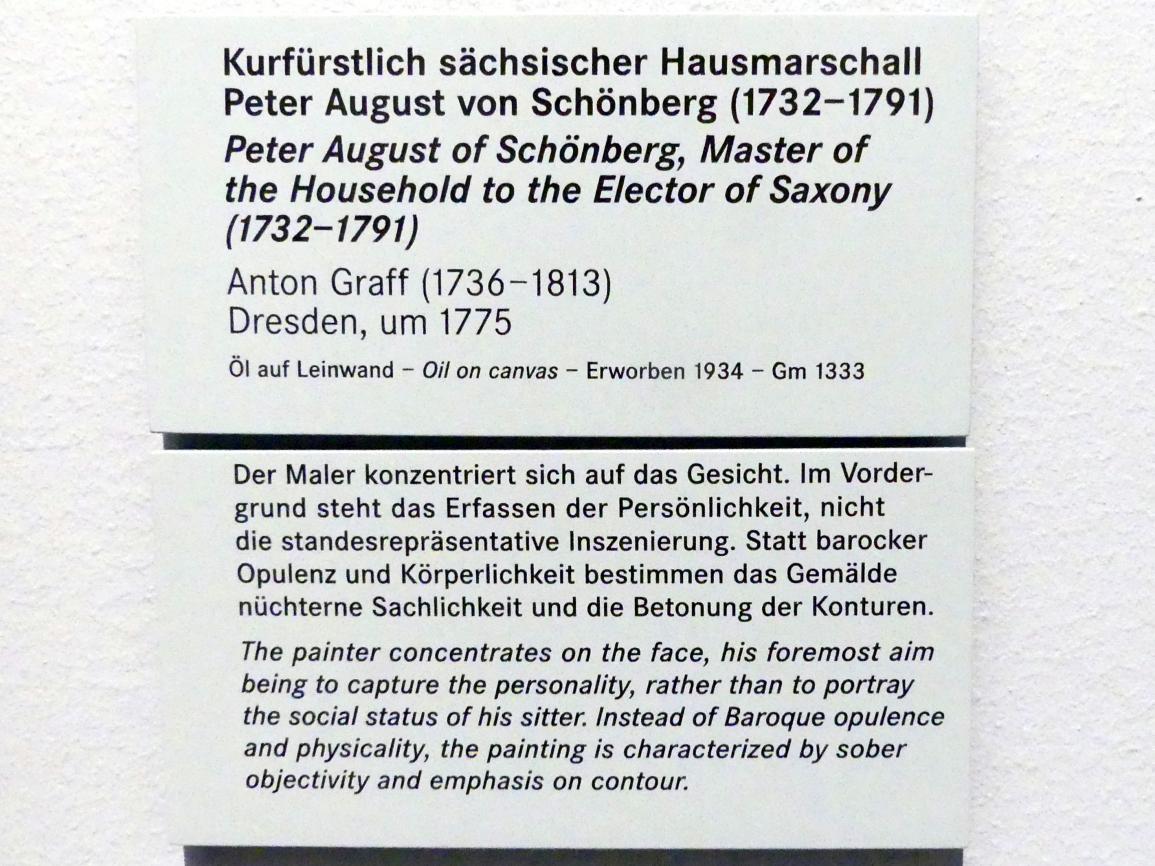 Kurfürstlich sächsischer Hausmarschall
Peter August von Schönberg (1732–1791)
Peter August of Schönberg, Master of
the Household to the Elector of Saxony
(1732–1791)
Anton Graff (1736–1813)
Dresden, um 1775
Öl auf Leinwand – Oil on canvas – Erworben 1934 – Gm 1333
Der Maler konzentriert sich auf das Gesicht. Im Vorder-
grund steht das Erfassen der Persönlichkeit, nicht
die standesrepräsentative Inszenierung. Statt barocker
Opulenz und Körperlichkeit bestimmen das Gemälde
nüchterne Sachlichkeit und die Betonung der Konturen.
The painter concentrates on the face, his foremost aim
being to capture the personality, rather than to portray
the social status of his sitter. Instead of Baroque opulence
and physicality, the painting is characterized by sober
objectivity and emphasis on contour.